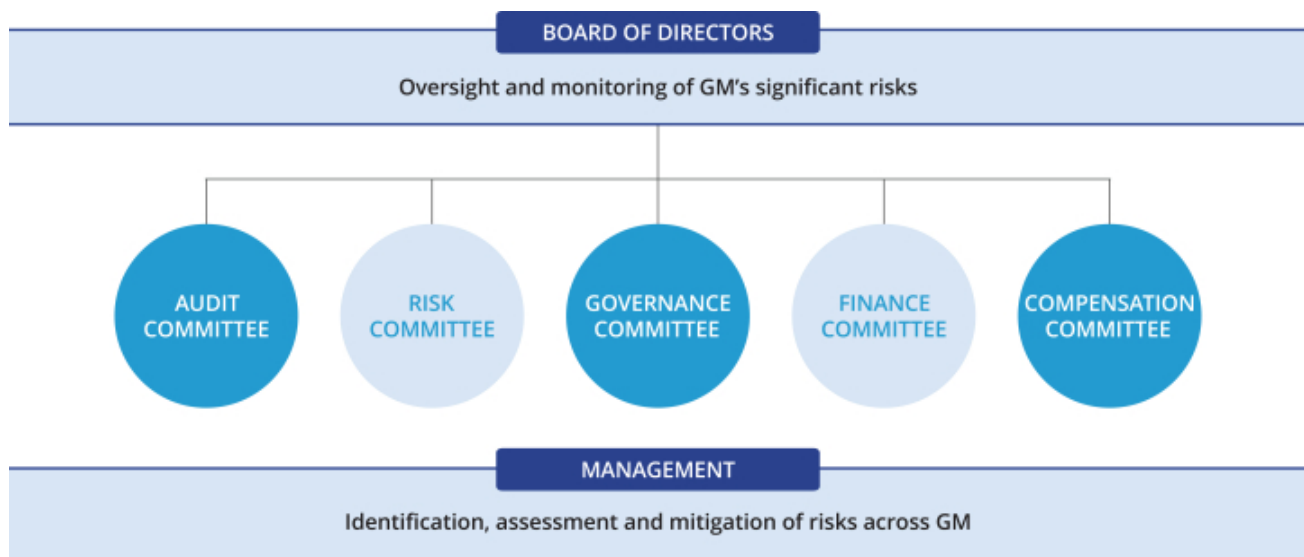 BOARD OF DIRECTORS
Oversight and monitoring of GM's significant risks
AUDIT
COMMITTEE
RISK
COMMITTEE
GOVERNANCE
COMMITTEE
FINANCE
COMMITTEE
COMPENSATION
COMMITTEE
MANAGEMENT
Identification, assessment and mitigation of risks across GM